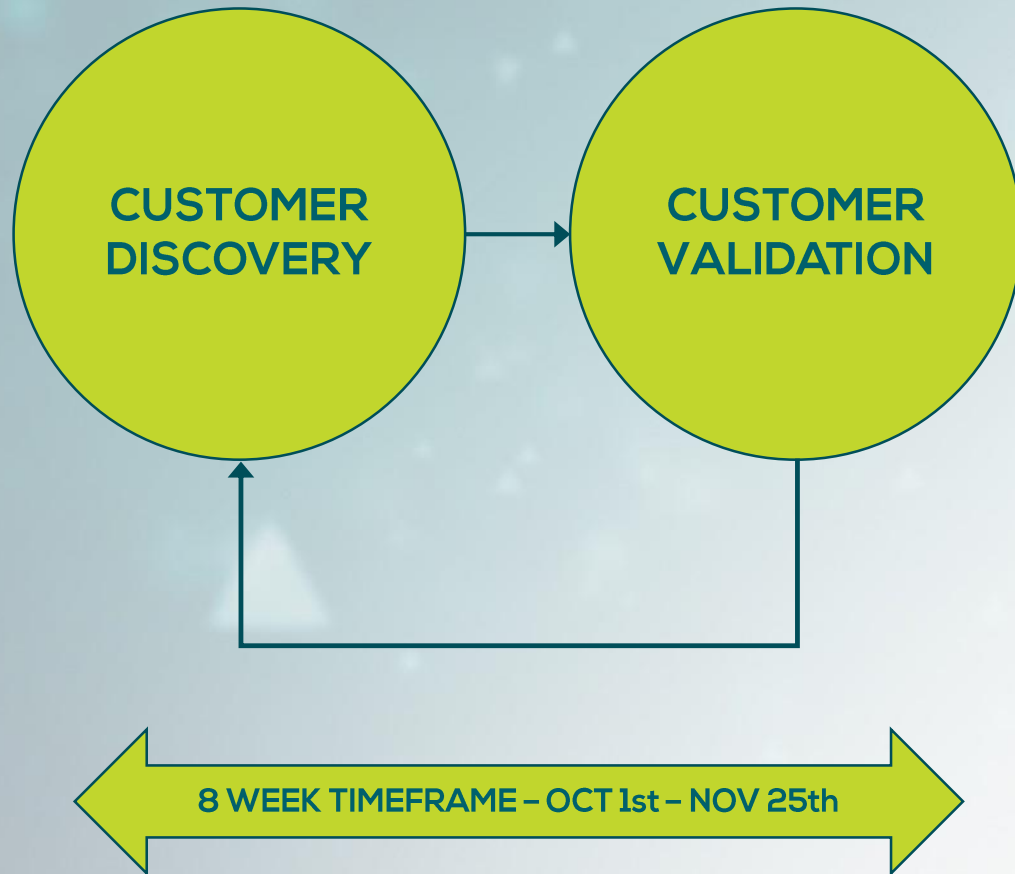 CUSTOMER
DISCOVERY
CUSTOMER
VALIDATION
8 WEEK TIMEFRAME – OCT 1st – NOV 25th